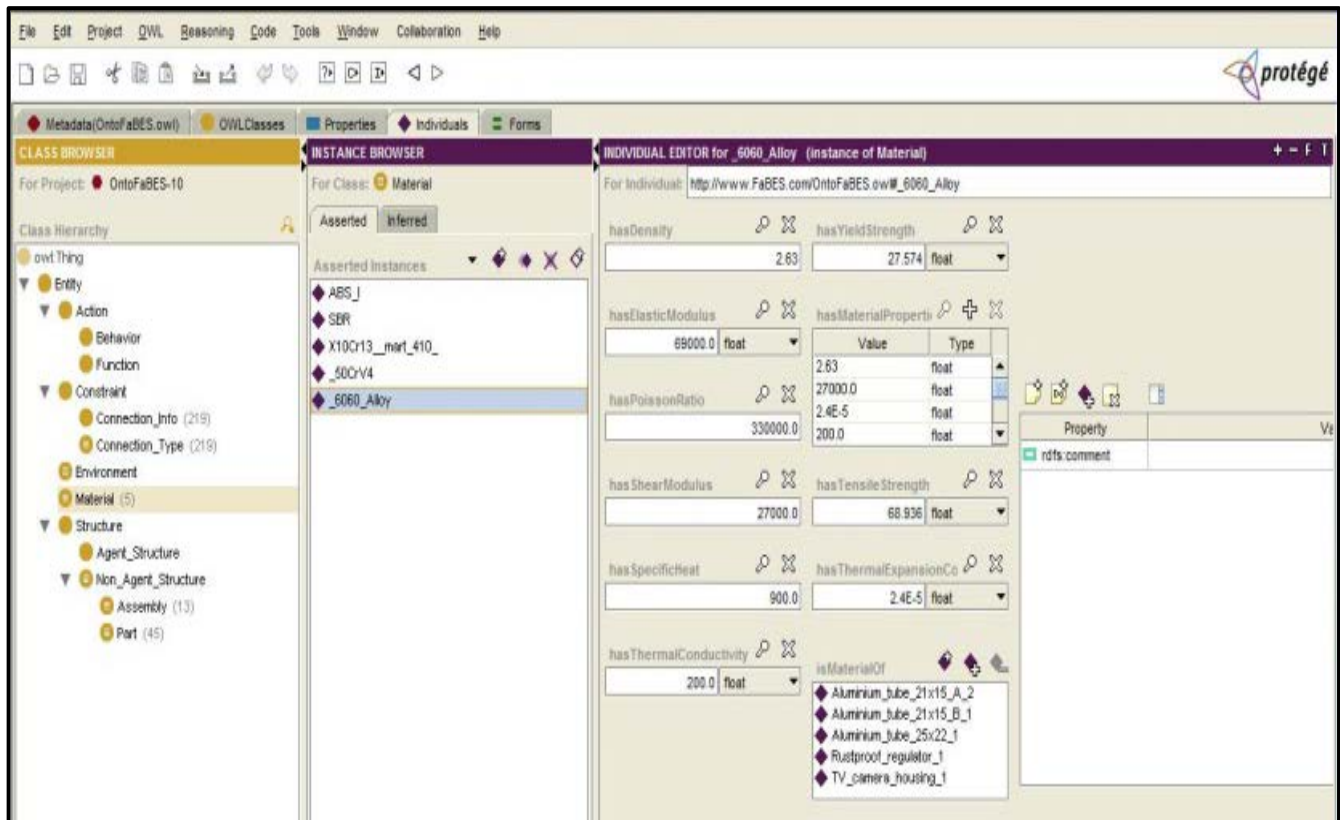 File Edit Project OWL Reasoning Code Tools Window Collaboration Help
protégé
Metadata(OntoFaBES.owl) OWLClasses Properties Individuals Forms
CLASS BROWSER
For Project: OntoFaBES-10
Class Hierarchy
owl:Thing
Entity
Action
Behavior
Function
Constraint
Connection_Info (219)
Connection_Type (219)
Environment
Material (5)
Structure
Agent_Structure
Non_Agent_Structure
Assembly (13)
Part (45)
INSTANCE BROWSER
For Class: Material
Asserted Inferred
Asserted Instances
ABS_I
SBR
X10Cr13__mart_410_
_50CrV4
_6060_Alloy
INDIVIDUAL EDITOR for _6060_Alloy (instance of Material) + - F T
For Individual: http://www.FaBES.com/OntoFaBES.owl#_6060_Alloy
hasDensity
2.63
hasYieldStrength
27.574 float
hasElasticModulus
69000.0 float
hasMaterialProperti
Value Type
2.63 float
27000.0 float
2.4E-5 float
200.0 float
hasPoissonRatio
330000.0
hasShearModulus
27000.0
hasTensileStrength
68.936 float
hasSpecificHeat
900.0
hasThermalExpansionCo
2.4E-5 float
hasThermalConductivity
200.0 float
isMaterialOf
Aluminium_tube_21x15_A_2
Aluminium_tube_21x15_B_1
Aluminium_tube_25x22_1
Rustproof_regulator_1
TV_camera_housing_1
Property Va
rdfs:comment